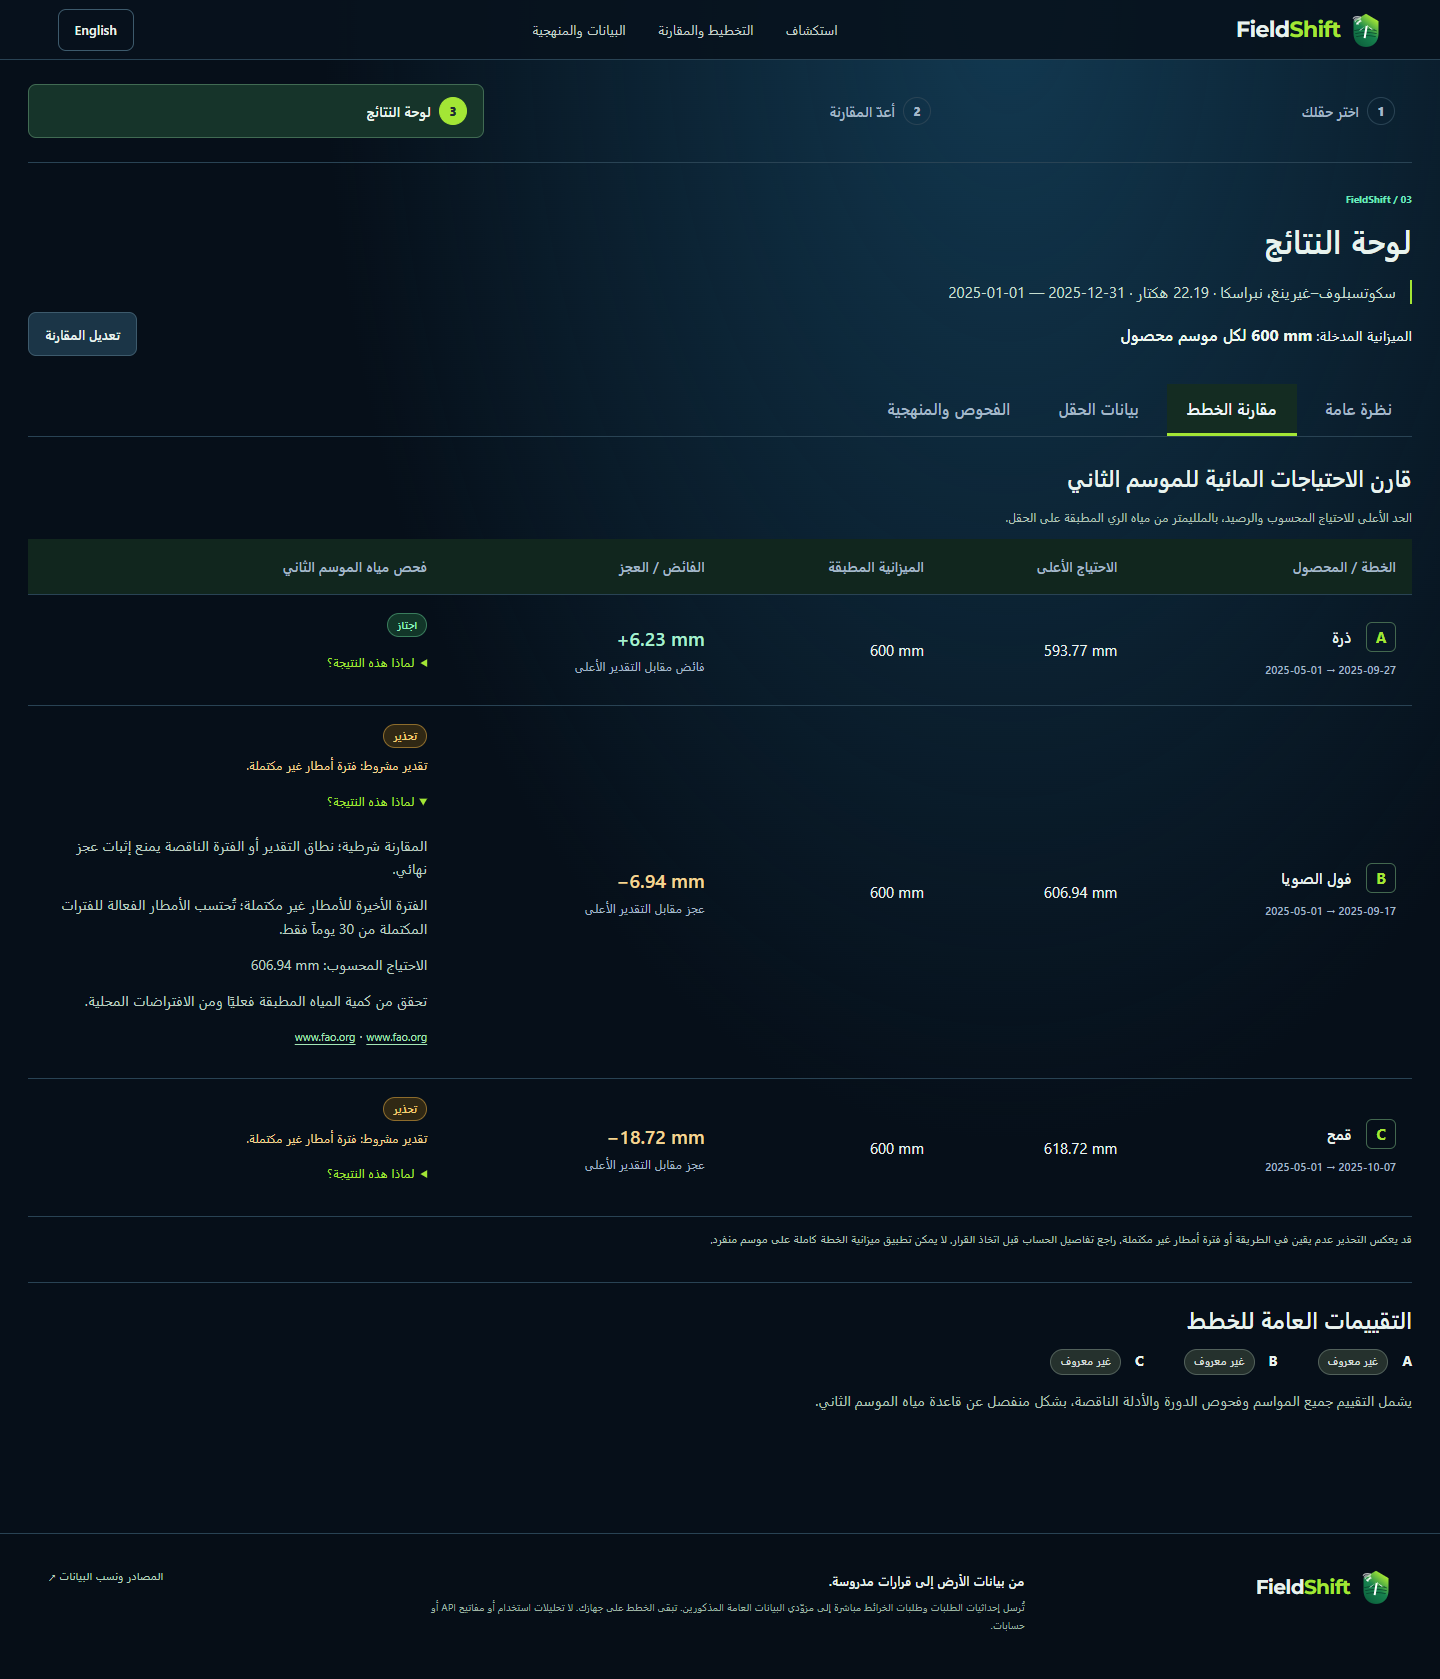 FieldShift
استكشاف
التخطيط والمقارنة
البيانات والمنهجية
English
1 اختر حقلك
2 أعدّ المقارنة
3 لوحة النتائج
FieldShift / 03
لوحة النتائج
سكوتسبلوف–غيرينغ، نبراسكا · 22.19 هكتار · 2025-12-31 — 2025-01-01
الميزانية المدخلة: 600 mm لكل موسم محصول
تعديل المقارنة
نظرة عامة
مقارنة الخطط
بيانات الحقل
الفحوص والمنهجية
قارن الاحتياجات المائية للموسم الثاني
الحد الأعلى للاحتياج المحسوب والرصيد، بالملليمتر من مياه الري المطبقة على الحقل.
الخطة / المحصول
الاحتياج الأعلى
الميزانية المطبقة
الفائض / العجز
فحص مياه الموسم الثاني
A ذرة
2025-05-01 → 2025-09-27
593.77 mm
600 mm
+6.23 mm
فائض مقابل التقدير الأعلى
اجتاز
◀ لماذا هذه النتيجة؟
B فول الصويا
2025-05-01 → 2025-09-17
606.94 mm
600 mm
−6.94 mm
عجز مقابل التقدير الأعلى
تحذير
تقدير مشروط: فترة أمطار غير مكتملة.
▼ لماذا هذه النتيجة؟
المقارنة شرطية؛ نطاق التقدير أو الفترة الناقصة يمنع إثبات عجز
نهائي.
الفترة الأخيرة للأمطار غير مكتملة؛ تُحتسب الأمطار الفعالة للفترات
المكتملة من 30 يوماً فقط.
الاحتياج المحسوب: 606.94 mm
تحقق من كمية المياه المطبقة فعليًا ومن الافتراضات المحلية.
www.fao.org · www.fao.org
C قمح
2025-05-01 → 2025-10-07
618.72 mm
600 mm
−18.72 mm
عجز مقابل التقدير الأعلى
تحذير
تقدير مشروط: فترة أمطار غير مكتملة.
◀ لماذا هذه النتيجة؟
قد يعكس التحذير عدم يقين في الطريقة أو فترة أمطار غير مكتملة. راجع تفاصيل الحساب قبل اتخاذ القرار. لا يمكن تطبيق ميزانية الخطة كاملة على موسم منفرد.
التقييمات العامة للخطط
A غير معروف
B غير معروف
C غير معروف
يشمل التقييم جميع المواسم وفحوص الدورة والأدلة الناقصة، بشكل منفصل عن قاعدة مياه الموسم الثاني.
FieldShift
من بيانات الأرض إلى قرارات مدروسة.
تُرسل إحداثيات الطلبات وطلبات الخرائط مباشرة إلى مزوّدي البيانات العامة المذكورين. تبقى الخطط على جهازك. لا تحليلات استخدام أو مفاتيح API أو
حسابات.
المصادر ونسب البيانات ↗